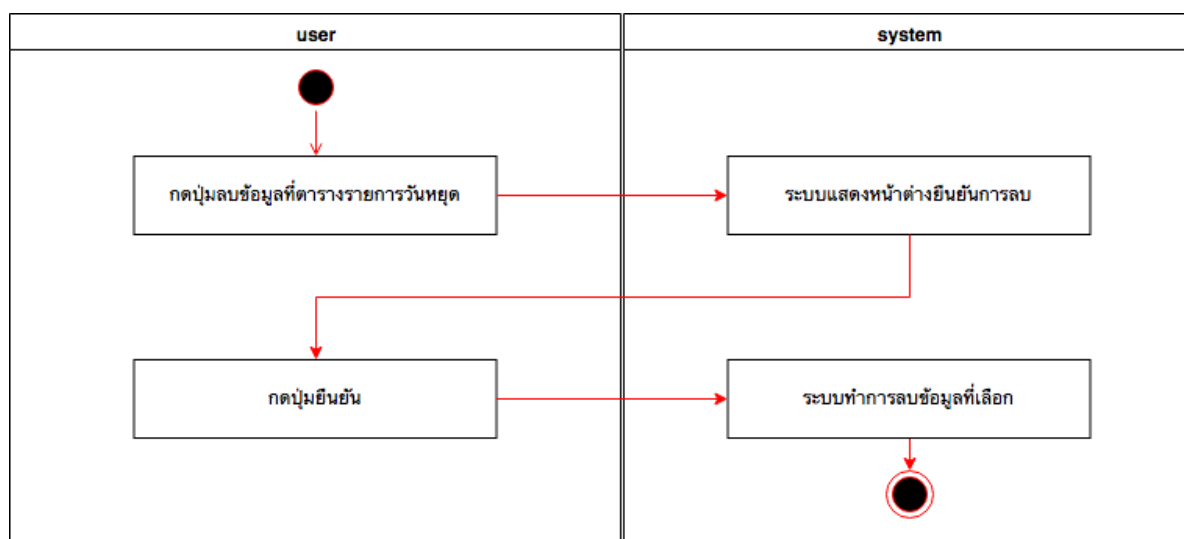 user
system
กดปุ่มลบข้อมูลที่ตารางรายการวันหยุด
ระบบแสดงหน้าต่างยืนยันการลบ
กดปุ่มยืนยัน
ระบบทำการลบข้อมูลที่เลือก